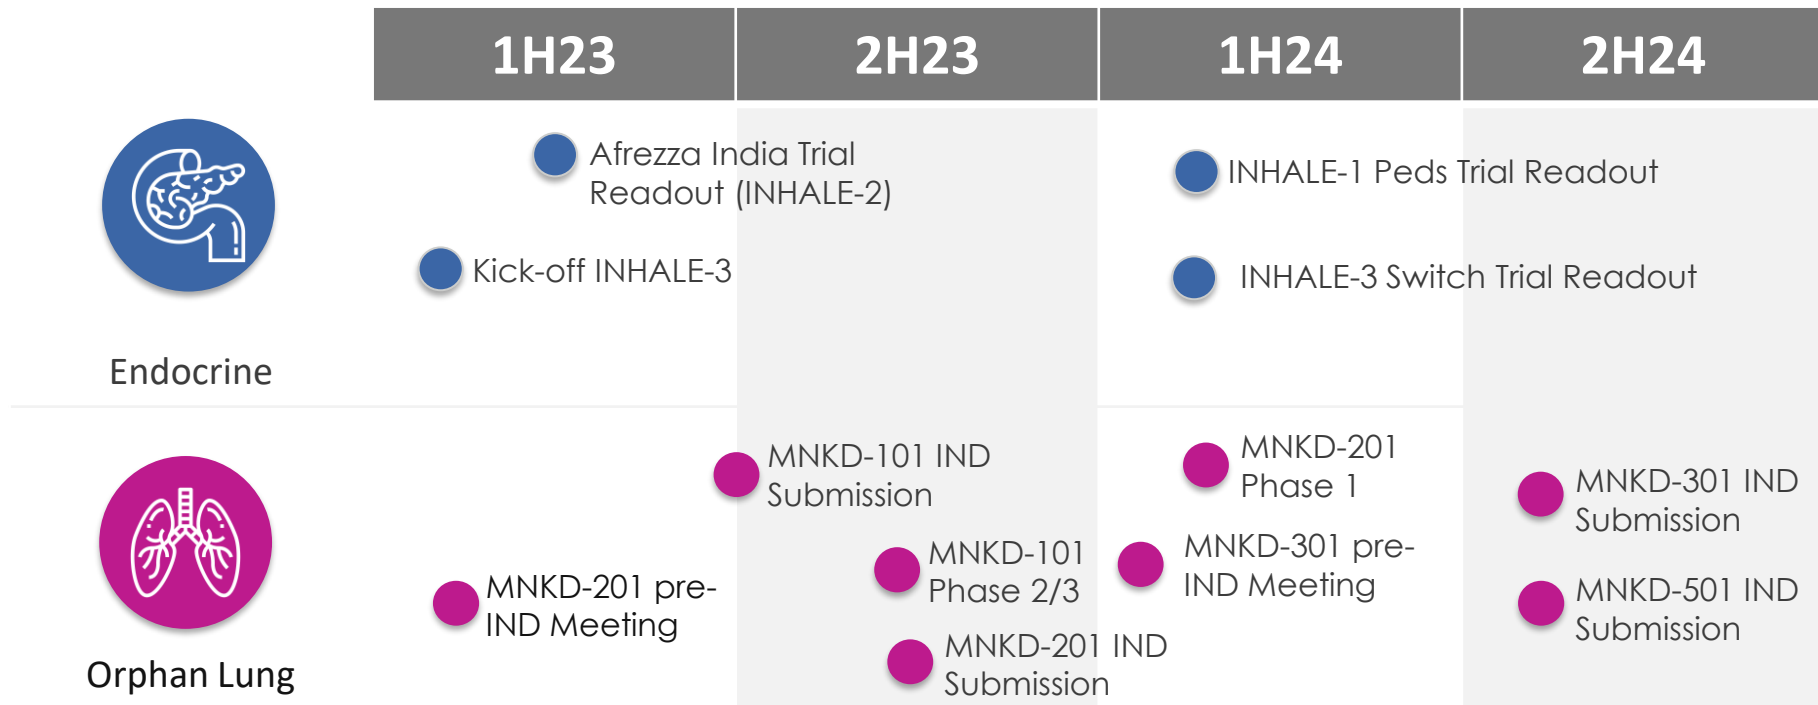 1H23
2H23
1H24
2H24
Afrezza India Trial
Readout (INHALE-2)
Kick-off INHALE-3
INHALE-1 Peds Trial Readout
INHALE-3 Switch Trial Readout
Endocrine
MNKD-201 pre-
IND Meeting
MNKD-101 IND
Submission
MNKD-101
Phase 2/3
MNKD-201 IND
Submission
MNKD-201
Phase 1
MNKD-301 pre-
IND Meeting
MNKD-301 IND
Submission
MNKD-501 IND
Submission
Orphan Lung